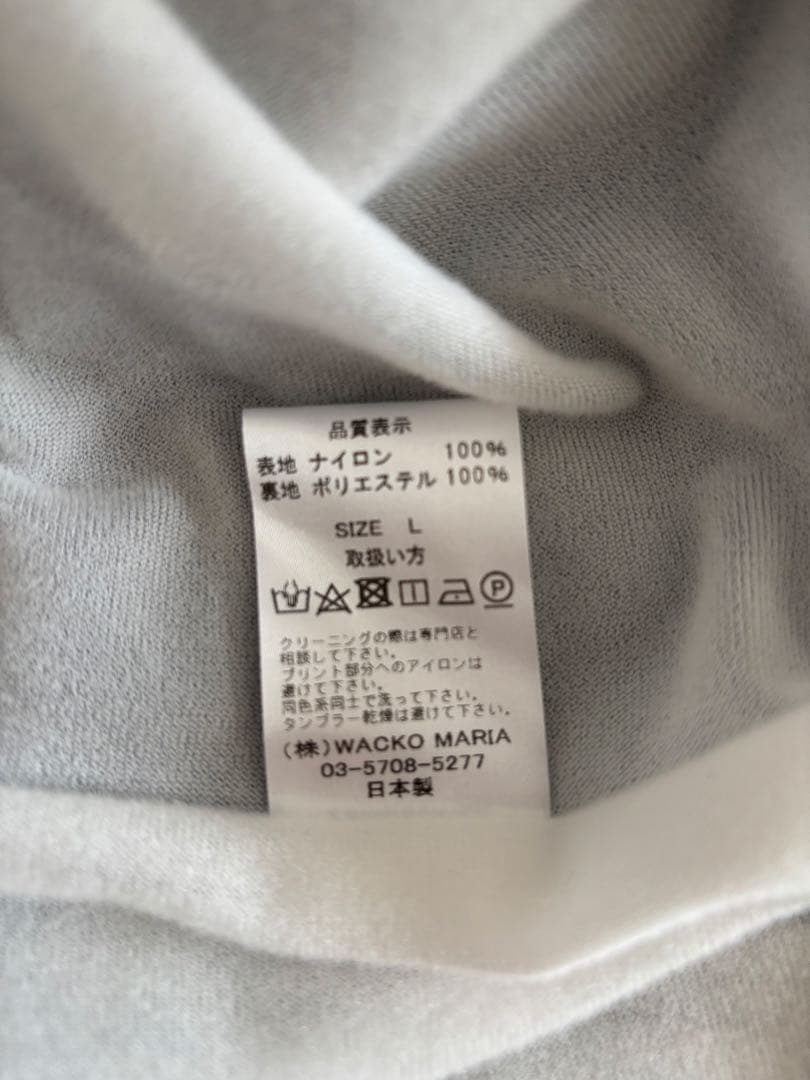 品質表示
表地 ナイロン 100%
裏地 ポリエステル 100%
SIZE L
取扱い方
P
クリーニングの際は専門店と
相談して下さい。
プリント部分へのアイロンは
避けて下さい。
同色系同士で洗って下さい。
タンブラー乾燥は避けて下さい。
(株)WACKO MARIA
03-5708-5277
日本製